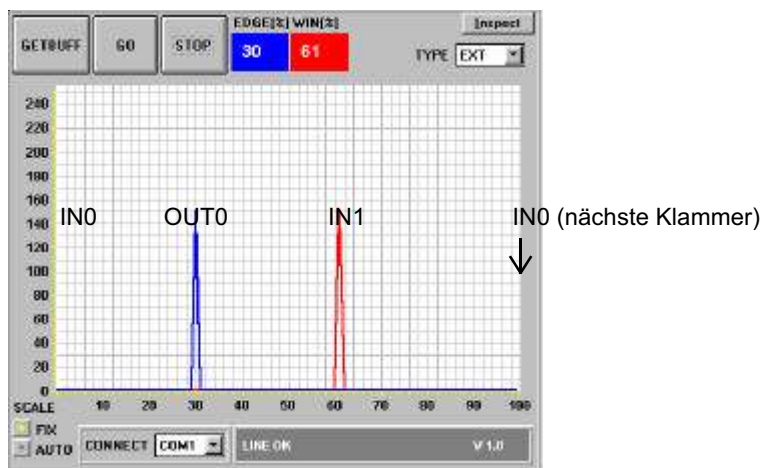 EDGE[%] WIN[%] Inspect
GETBUFF GO STOP 30 61 TYPE EXT
240
220
200
180
160
140 IN0 OUT0 IN1 IN0 (nächste Klammer)
120
100
80
60
40
20
0
SCALE 10 20 30 40 50 60 70 80 90 100
FIX
AUTO CONNECT COM1 LINE OK V 1.0